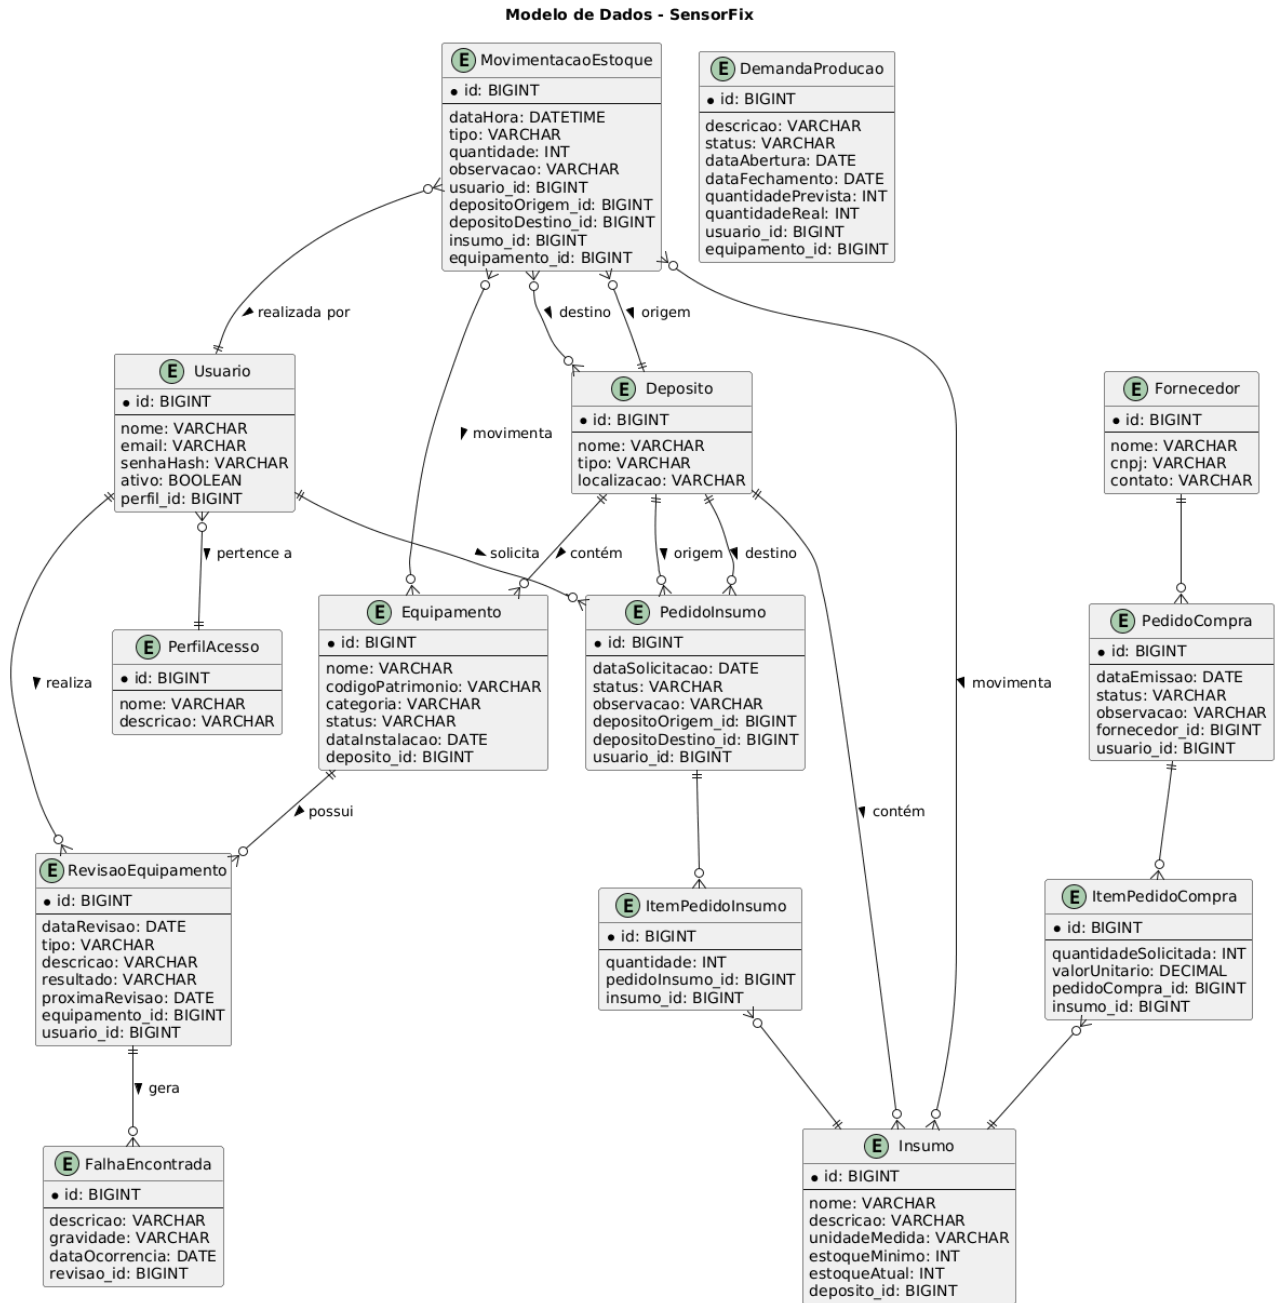 Modelo de Dados - SensorFix
E MovimentacaoEstoque
* id: BIGINT
dataHora: DATETIME
tipo: VARCHAR
quantidade: INT
observacao: VARCHAR
usuario_id: BIGINT
depositoOrigem_id: BIGINT
depositoDestino_id: BIGINT
insumo_id: BIGINT
equipamento_id: BIGINT
E DemandaProducao
* id: BIGINT
descricao: VARCHAR
status: VARCHAR
dataAbertura: DATE
dataFechamento: DATE
quantidadePrevista: INT
quantidadeReal: INT
usuario_id: BIGINT
equipamento_id: BIGINT
realizada por
destino
origem
E Usuario
* id: BIGINT
nome: VARCHAR
email: VARCHAR
senhaHash: VARCHAR
ativo: BOOLEAN
perfil_id: BIGINT
movimenta
E Deposito
* id: BIGINT
nome: VARCHAR
tipo: VARCHAR
localizacao: VARCHAR
E Fornecedor
* id: BIGINT
nome: VARCHAR
cnpj: VARCHAR
contato: VARCHAR
pertence a
solicita
contém
origem
destino
E PerfilAcesso
* id: BIGINT
nome: VARCHAR
descricao: VARCHAR
E Equipamento
* id: BIGINT
nome: VARCHAR
codigoPatrimonio: VARCHAR
categoria: VARCHAR
status: VARCHAR
dataInstalacao: DATE
deposito_id: BIGINT
E PedidoInsumo
* id: BIGINT
dataSolicitacao: DATE
status: VARCHAR
observacao: VARCHAR
depositoOrigem_id: BIGINT
depositoDestino_id: BIGINT
usuario_id: BIGINT
E PedidoCompra
* id: BIGINT
dataEmissao: DATE
status: VARCHAR
observacao: VARCHAR
fornecedor_id: BIGINT
usuario_id: BIGINT
realiza
movimenta
possui
contém
E RevisaoEquipamento
* id: BIGINT
dataRevisao: DATE
tipo: VARCHAR
descricao: VARCHAR
resultado: VARCHAR
proximaRevisao: DATE
equipamento_id: BIGINT
usuario_id: BIGINT
E ItemPedidoInsumo
* id: BIGINT
quantidade: INT
pedidoInsumo_id: BIGINT
insumo_id: BIGINT
E ItemPedidoCompra
* id: BIGINT
quantidadeSolicitada: INT
valorUnitario: DECIMAL
pedidoCompra_id: BIGINT
insumo_id: BIGINT
gera
E FalhaEncontrada
* id: BIGINT
descricao: VARCHAR
gravidade: VARCHAR
dataOcorrencia: DATE
revisao_id: BIGINT
E Insumo
* id: BIGINT
nome: VARCHAR
descricao: VARCHAR
unidadeMedida: VARCHAR
estoqueMinimo: INT
estoqueAtual: INT
deposito_id: BIGINT